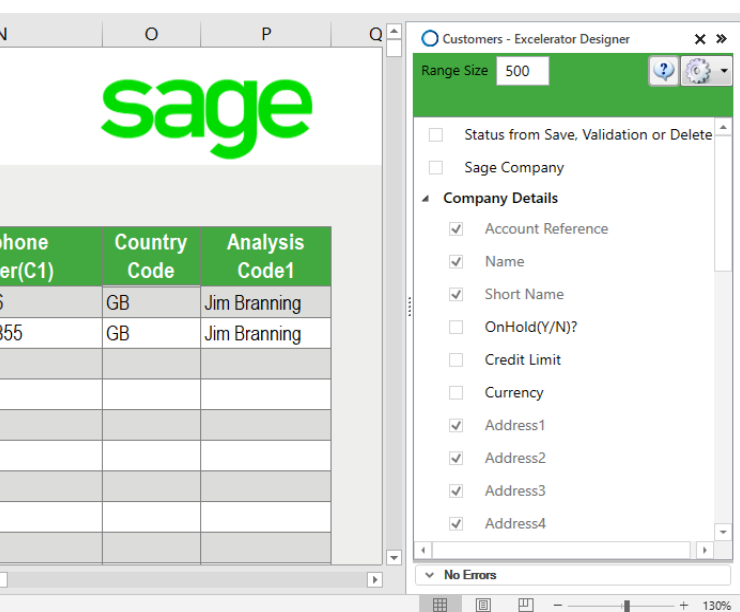 N O P Q
sage
phone
er(C1)
Country
Code
Analysis
Code1
6 GB Jim Branning
355 GB Jim Branning
Customers - Excelerator Designer
Range Size 500
Status from Save, Validation or Delete
Sage Company
Company Details
Account Reference
Name
Short Name
OnHold(Y/N)?
Credit Limit
Currency
Address1
Address2
Address3
Address4
No Errors
130%